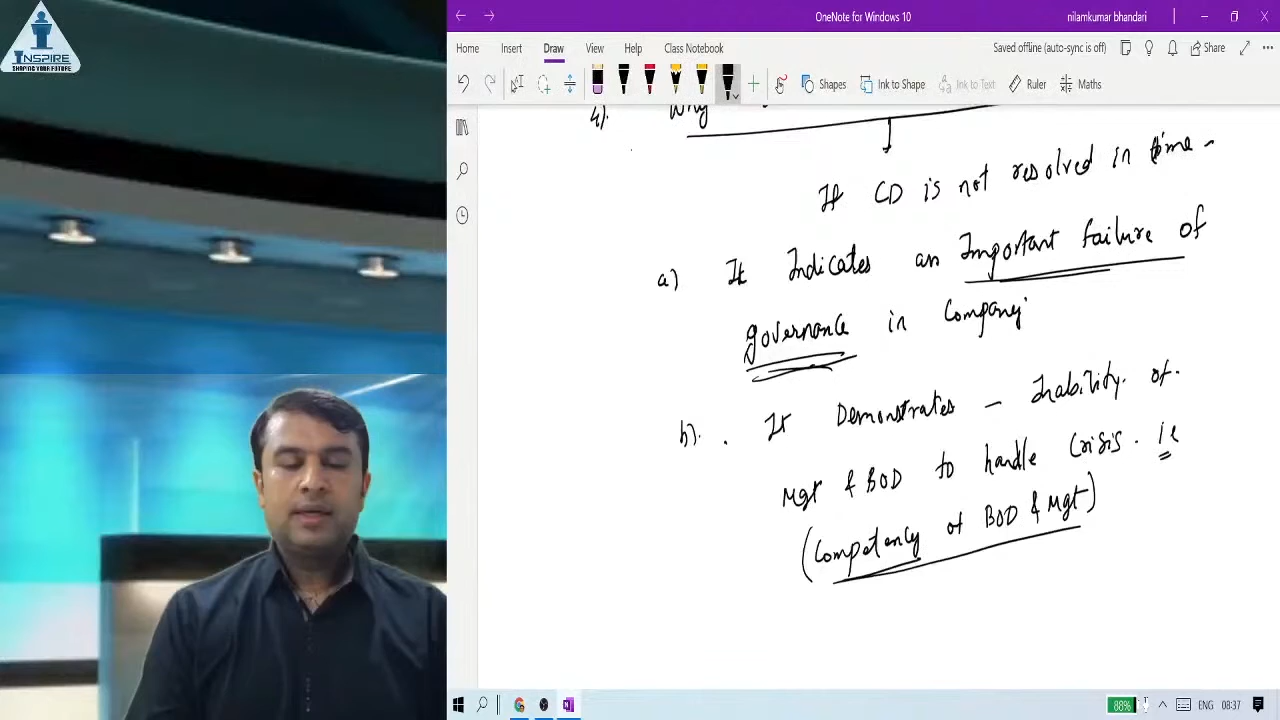 INSPIRE
SHAPING YOUR FUTURE
OneNote for Windows 10
nilamkumar bhandari
Home Insert Draw View Help Class Notebook
Saved offline (auto-sync is off)
Share
Shapes Ink to Shape Ink to Text Ruler Maths
4). Why
If CD is not resolved in time -
a) It Indicates an Important failure of
governance in Company
b). It Demonstrates - Inability of
Mgt & BOD to handle Crisis. ie
(Competency of BOD & Mgt)
88% ENG 08:37